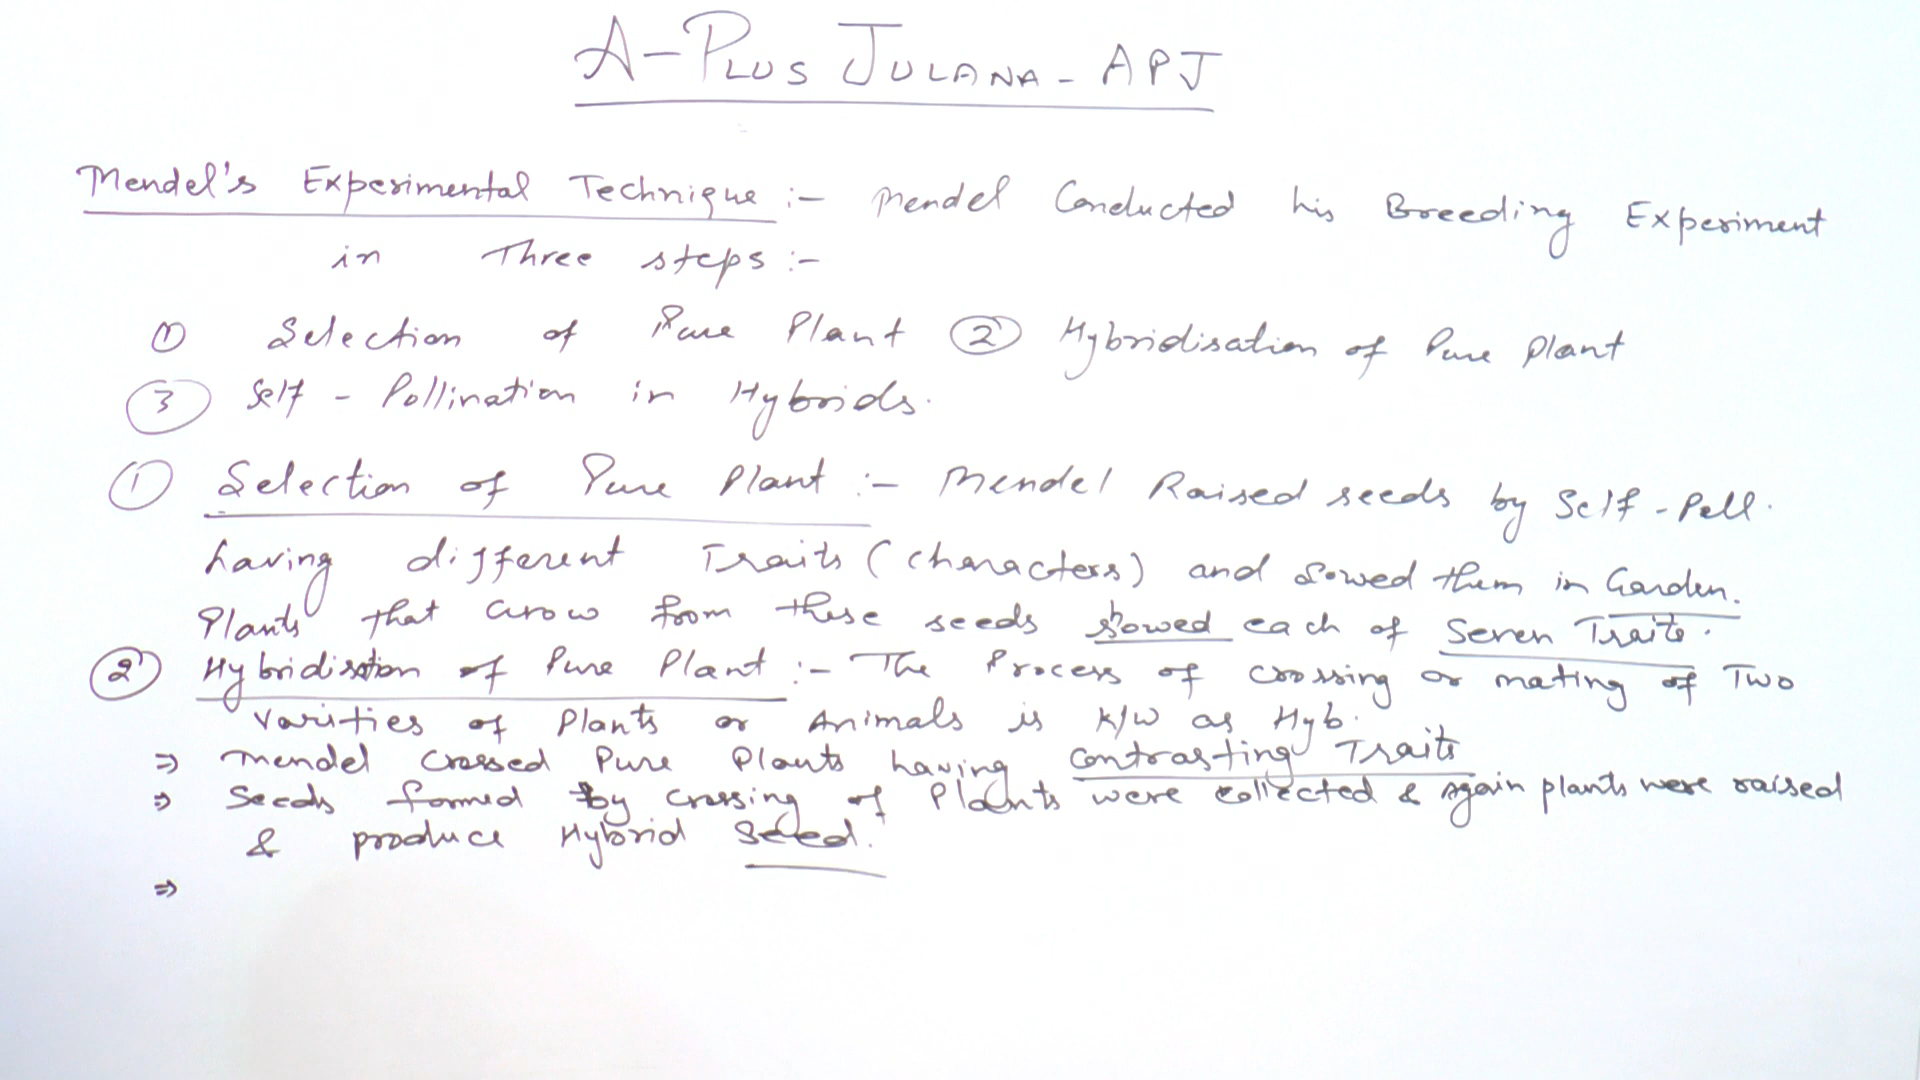 A-PLUS JULANA - APJ
Mendel's Experimental Technique :- Mendel Conducted his Breeding Experiment
in Three steps :-
① Selection of Pure Plant ② Hybridisation of Pure plant
③ Self - Pollination in Hybrids.
① Selection of Pure Plant :- Mendel Raised seeds by Self - Poll.
having different Traits (characters) and sowed them in Garden.
Plants that Grow from these seeds showed each of Seven Traits.
② Hybridisation of Pure Plant :- The Process of crossing or mating of Two
varities of Plants or Animals is k/w as Hyb.
⇒ Mendel Crossed Pure Plants having contrasting Traits
⇒ Seeds formed by crossing of Plants were collected & Again plants were raised
& produce Hybrid Seed.
⇒